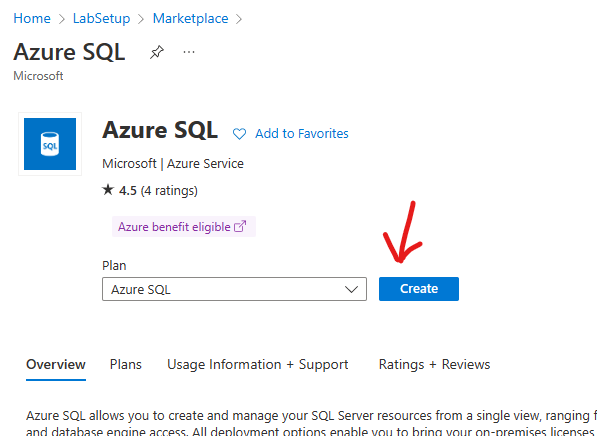 Home > LabSetup > Marketplace >
Azure SQL ...
Microsoft
SQL
Azure SQL Add to Favorites
Microsoft | Azure Service
★ 4.5 (4 ratings)
Azure benefit eligible
Plan
Azure SQL Create
Overview Plans Usage Information + Support Ratings + Reviews
Azure SQL allows you to create and manage your SQL Server resources from a single view, ranging f
and database engine access. All deployment options enable you to bring your on-premises licenses